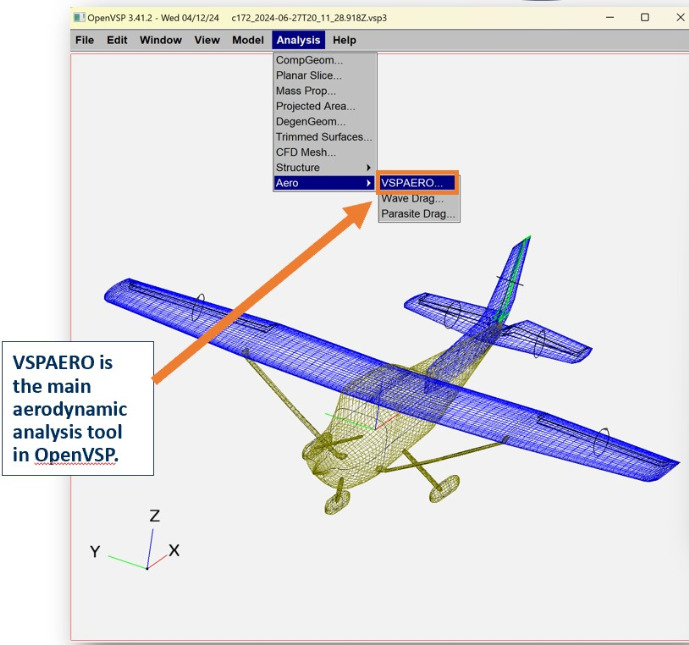 OpenVSP 3.41.2 - Wed 04/12/24 c172_2024-06-27T20_11_28.918Z.vsp3
File Edit Window View Model Analysis Help
CompGeom...
Planar Slice...
Mass Prop...
Projected Area...
DegenGeom...
Trimmed Surfaces...
CFD Mesh...
Structure
Aero
VSPAERO...
Wave Drag...
Parasite Drag...
VSPAERO is
the main
aerodynamic
analysis tool
in OpenVSP.
Z
Y
X